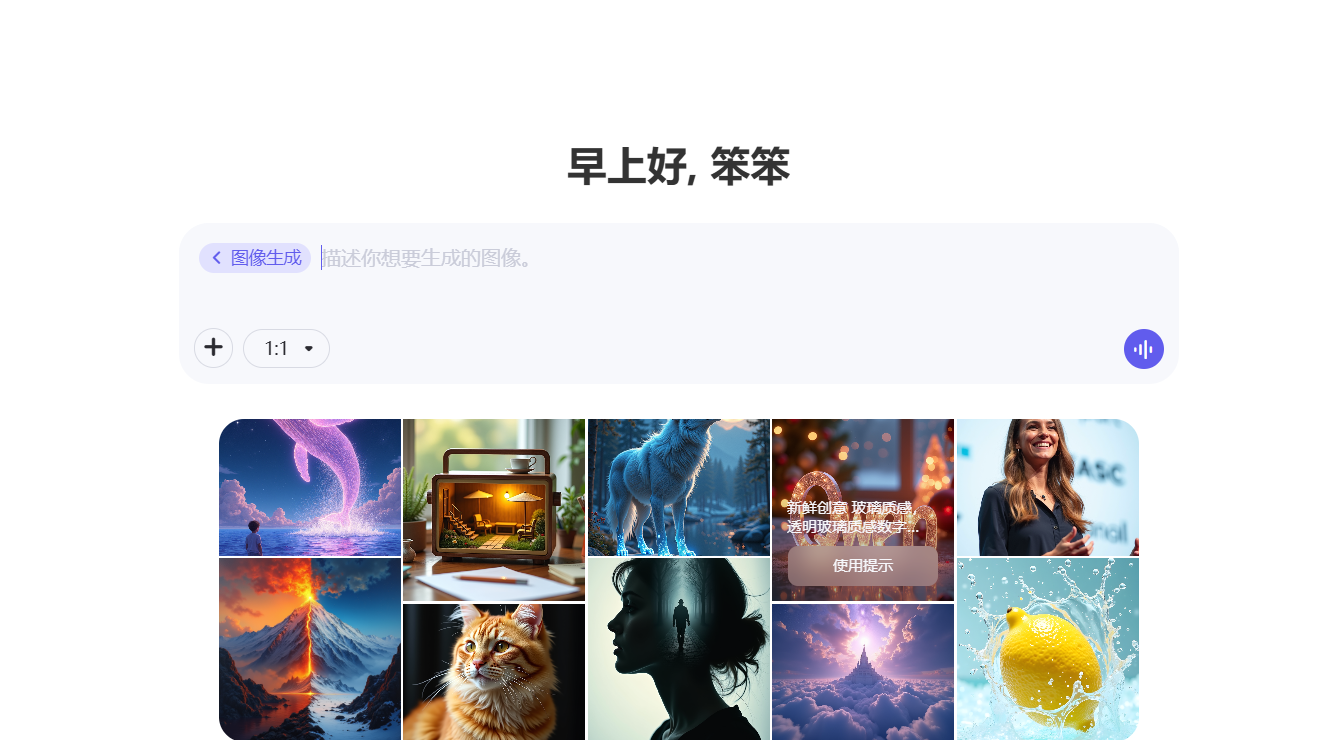 早上好, 笨笨
图像生成
描述你想要生成的图像。
1:1
新鲜创意 玻璃质感，
透明玻璃质感数字...
使用提示
ASC